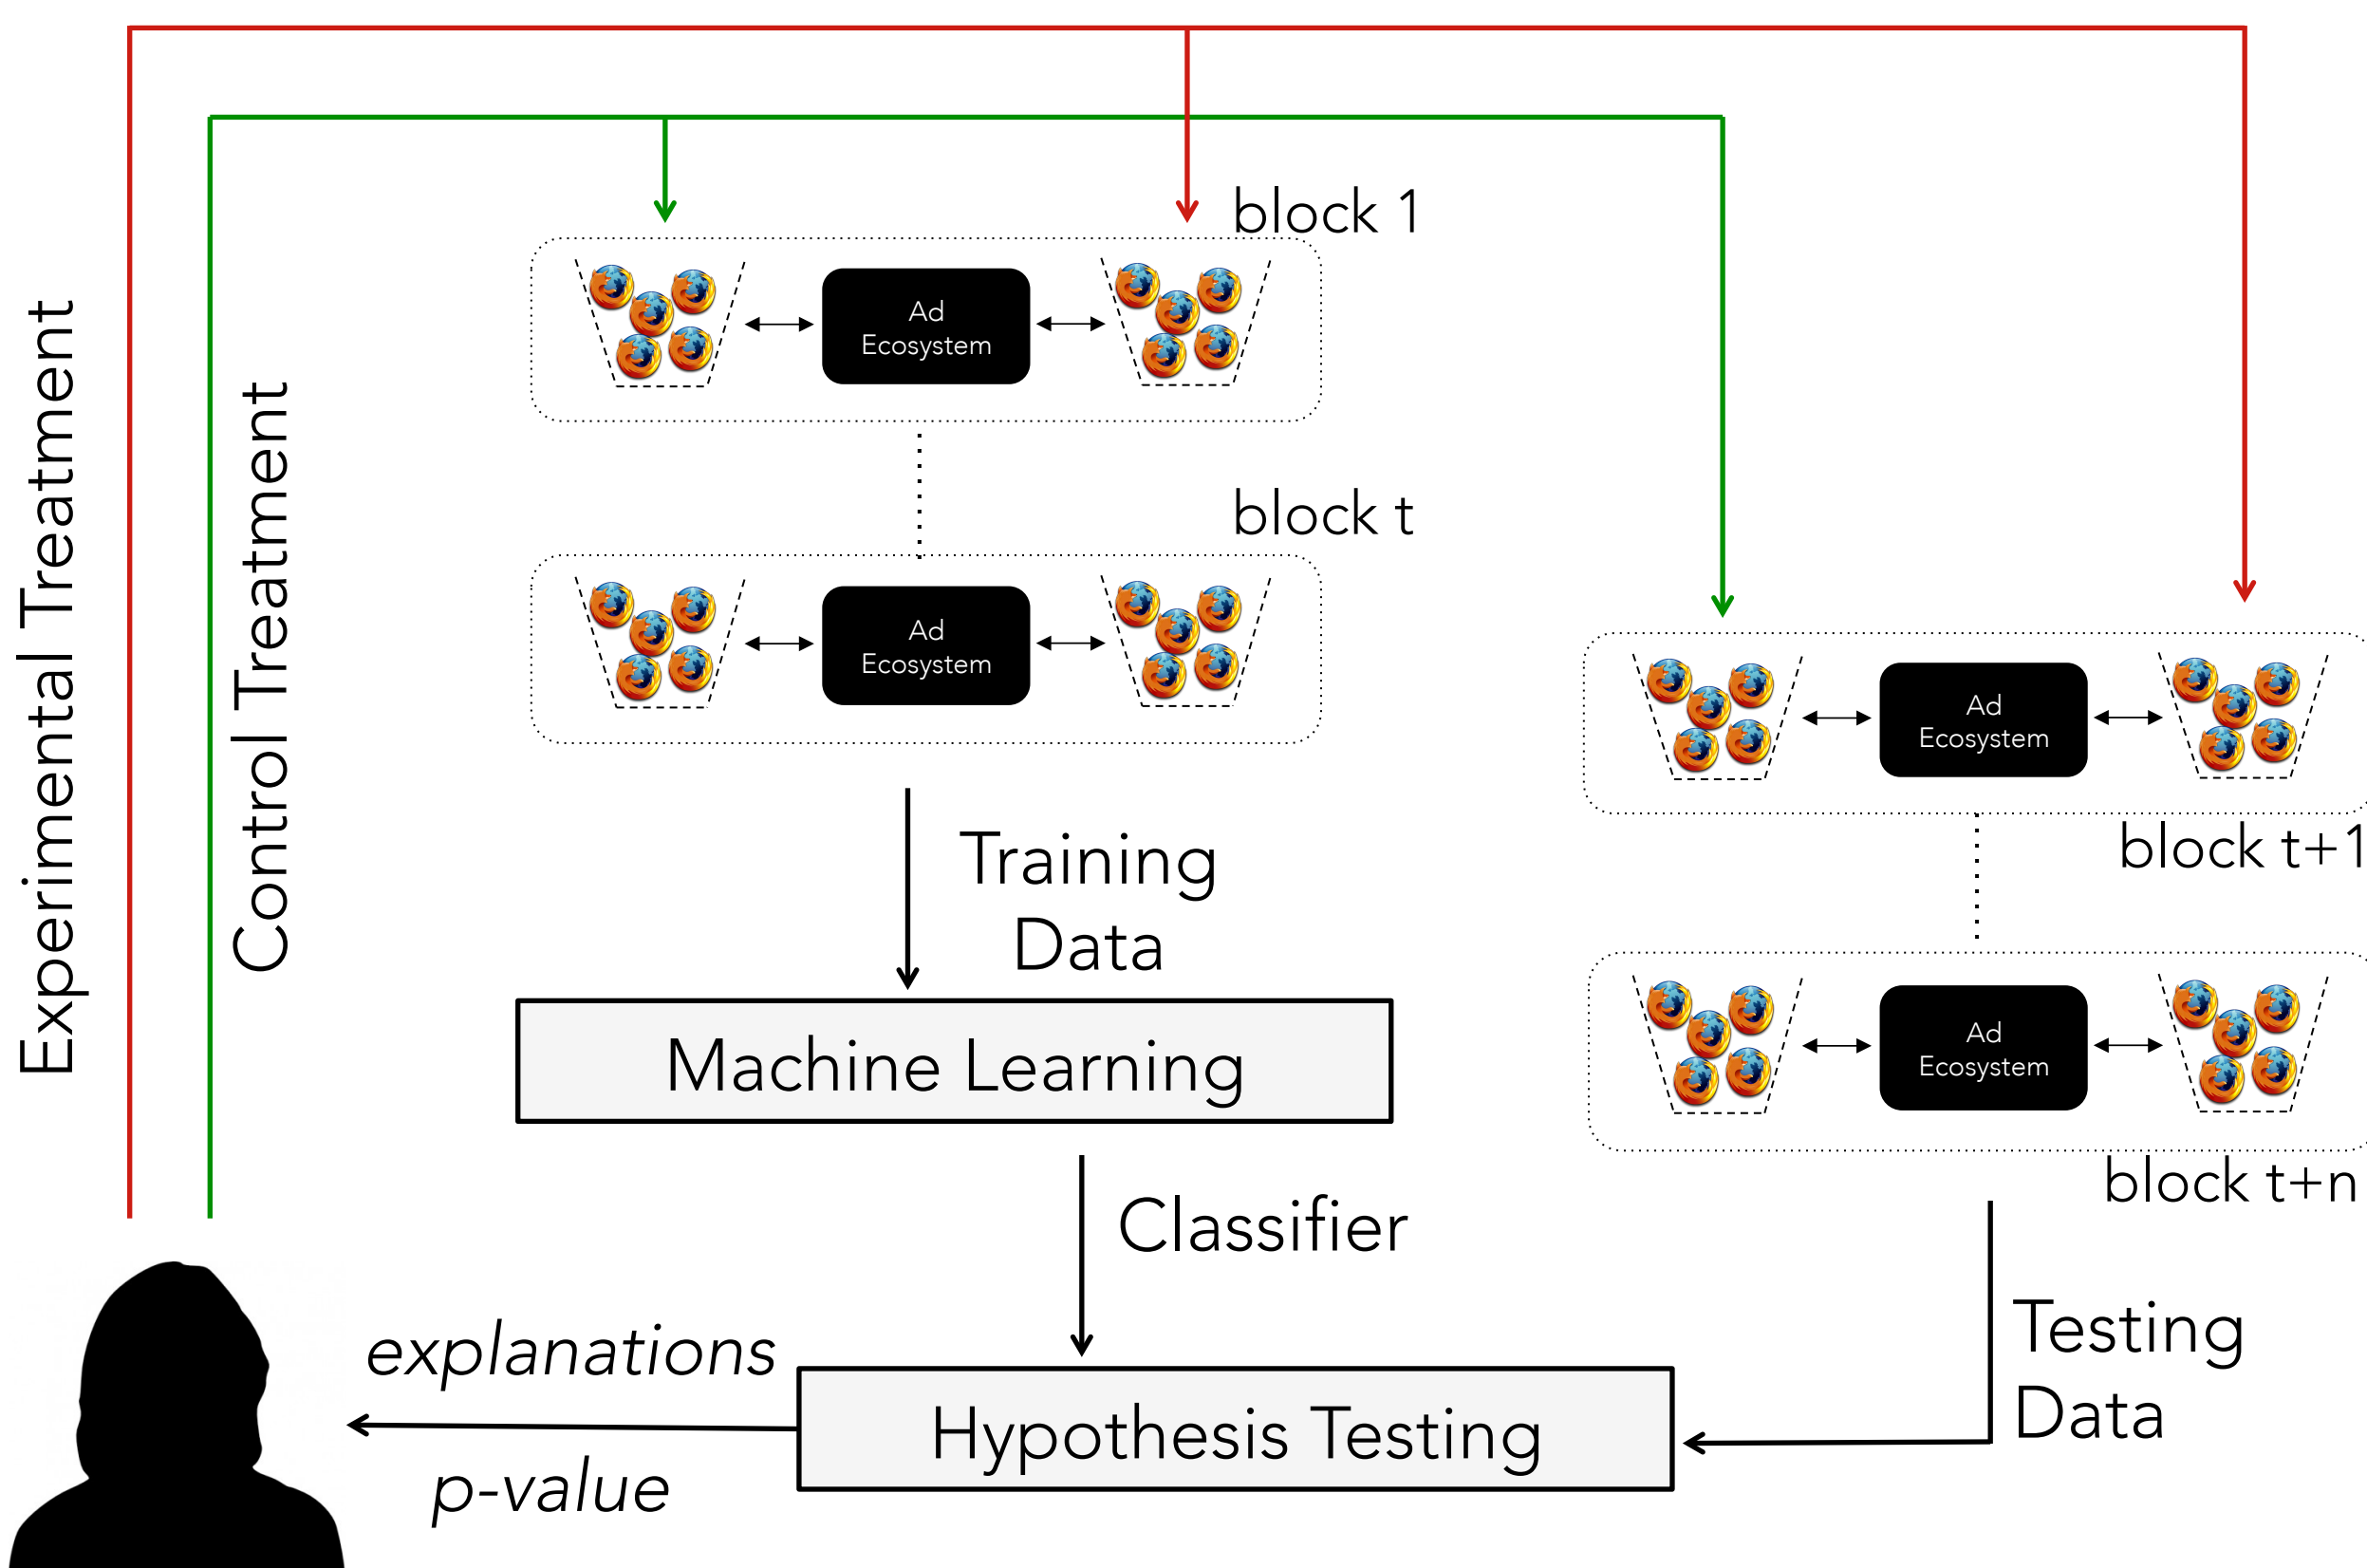 Experimental Treatment
Control Treatment
block 1
Ad
Ecosystem
block t
Ad
Ecosystem
Ad
Ecosystem
block t+1
Training
Data
Machine Learning
Ad
Ecosystem
block t+n
Classifier
Testing
Data
explanations
Hypothesis Testing
p-value